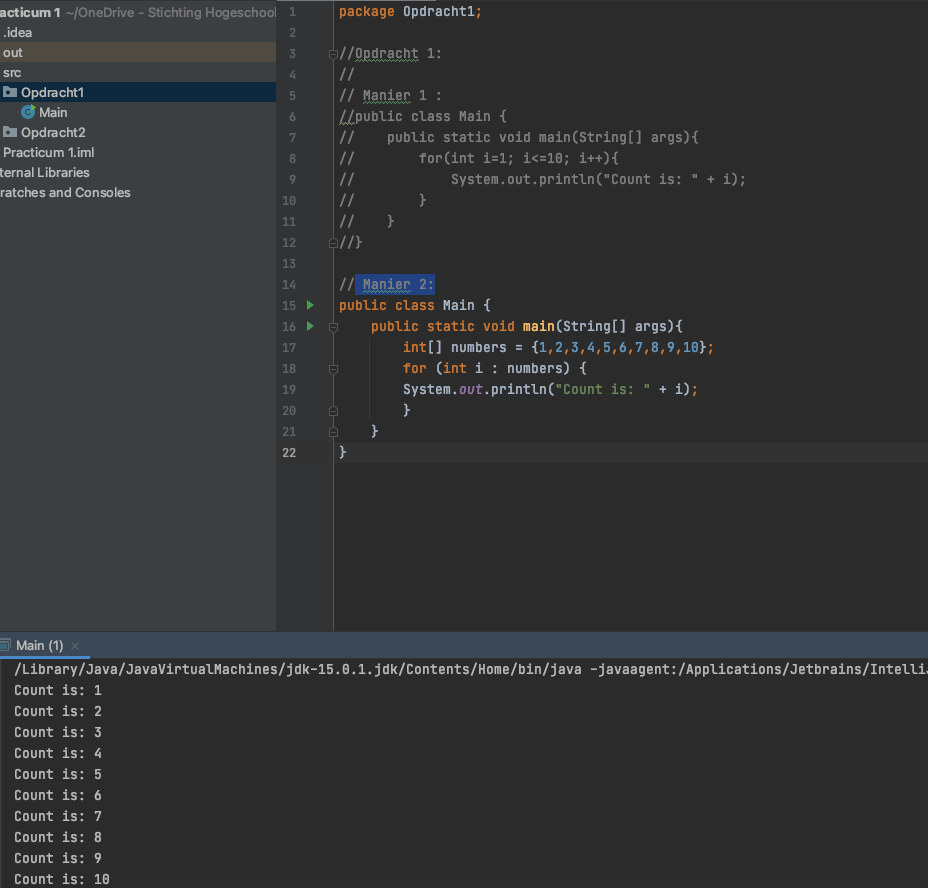 acticum 1 ~/OneDrive – Stichting Hogeschool
.idea
out
src
Opdracht1
Main
Opdracht2
Practicum 1.iml
ternal Libraries
ratches and Consoles
1 package Opdracht1;
2
3 //Opdracht 1:
4 //
5 // Manier 1 :
6 //public class Main {
7 //    public static void main(String[] args){
8 //        for(int i=1; i<=10; i++){
9 //            System.out.println("Count is: " + i);
10 //        }
11 //    }
12 //}
13
14 // Manier 2:
15 public class Main {
16     public static void main(String[] args){
17         int[] numbers = {1,2,3,4,5,6,7,8,9,10};
18         for (int i : numbers) {
19         System.out.println("Count is: " + i);
20         }
21     }
22 }
Main (1) ×
/Library/Java/JavaVirtualMachines/jdk-15.0.1.jdk/Contents/Home/bin/java -javaagent:/Applications/Jetbrains/IntelliJ
Count is: 1
Count is: 2
Count is: 3
Count is: 4
Count is: 5
Count is: 6
Count is: 7
Count is: 8
Count is: 9
Count is: 10